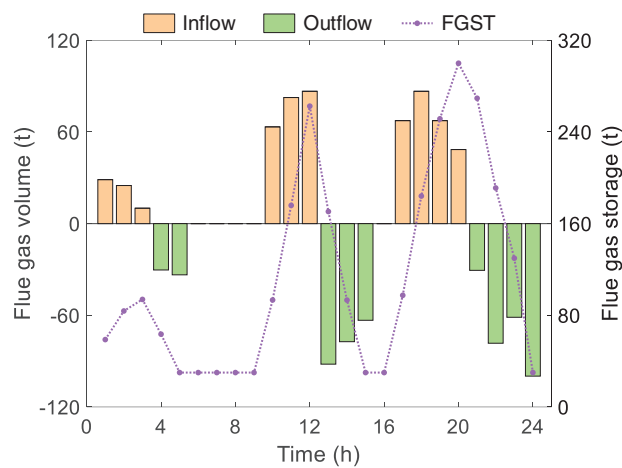 Inflow Outflow FGST
120 320
60 240
0 160
-60 80
-120 0
0 4 8 12 16 20 24
Time (h)
Flue gas volume (t)
Flue gas storage (t)